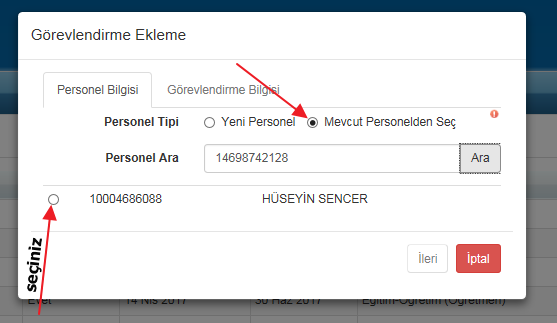 Görevlendirme Ekleme
Personel Bilgisi Görevlendirme Bilgisi
Personel Tipi Yeni Personel Mevcut Personelden Seç
Personel Ara 14698742128 Ara
10004686088 HÜSEYİN SENCER
seçiniz
İleri İptal
Evet 14 Nis 2017 30 Haz 2017 Eğitim-Öğretim (Öğretmen)